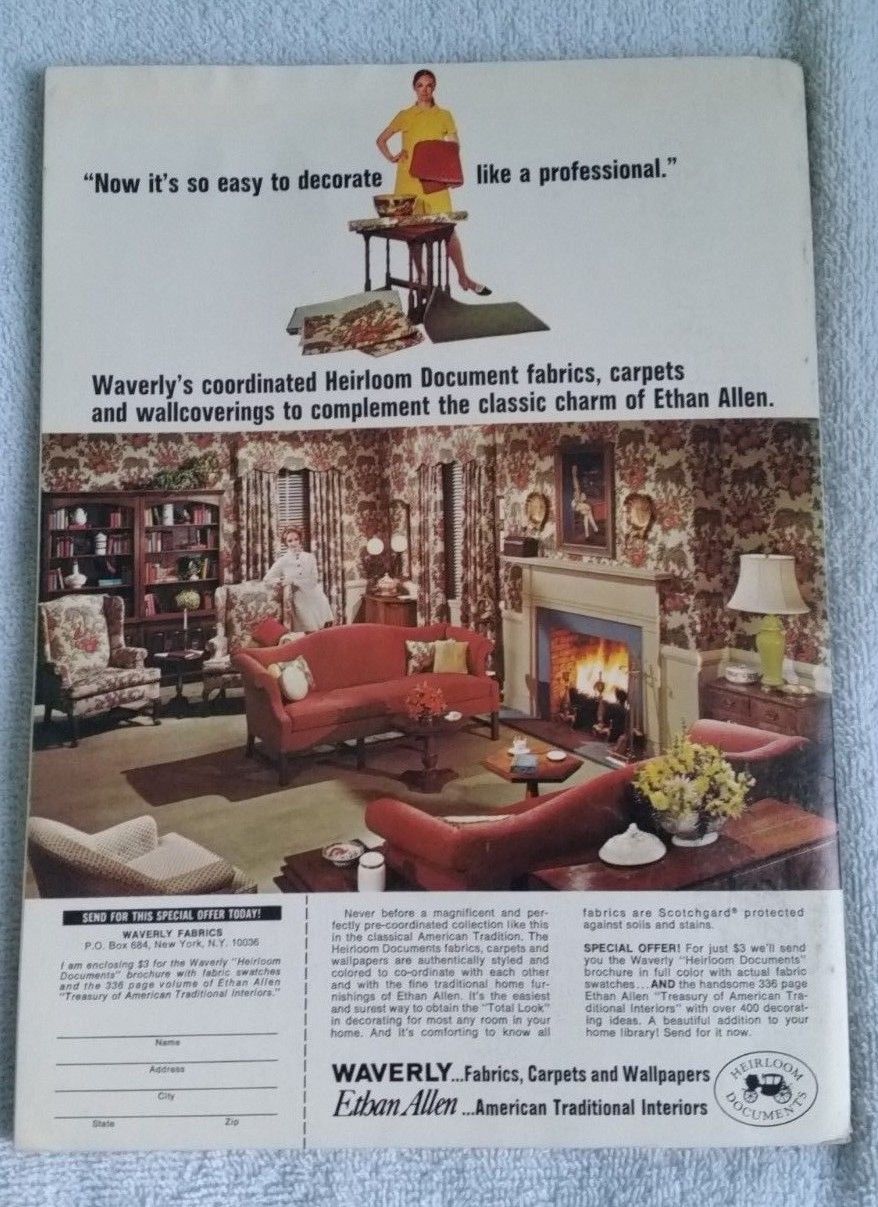 “Now it's so easy to decorate like a professional.”
Waverly's coordinated Heirloom Document fabrics, carpets
and wallcoverings to complement the classic charm of Ethan Allen.
SEND FOR THIS SPECIAL OFFER TODAY!
WAVERLY FABRICS
P.O. Box 684, New York, N.Y. 10036
I am enclosing $3 for the Waverly "Heirloom
Documents" brochure with fabric swatches
and the 336 page volume of Ethan Allen
"Treasury of American Traditional Interiors."
Name
Address
City
State Zip
Never before a magnificent and per-
fectly pre-coordinated collection like this
in the classical American Tradition. The
Heirloom Documents fabrics, carpets and
wallpapers are authentically styled and
colored to co-ordinate with each other
and with the fine traditional home fur-
nishings of Ethan Allen. It's the easiest
and surest way to obtain the "Total Look"
in decorating for most any room in your
home. And it's comforting to know all
fabrics are Scotchgard® protected
against soils and stains.
SPECIAL OFFER! For just $3 we'll send
you the Waverly "Heirloom Documents"
brochure in full color with actual fabric
swatches...AND the handsome 336 page
Ethan Allen "Treasury of American Tra-
ditional Interiors" with over 400 decorat-
ing ideas. A beautiful addition to your
home library! Send for it now.
WAVERLY...Fabrics, Carpets and Wallpapers
Ethan Allen ...American Traditional Interiors
HEIRLOOM
DOCUMENTS